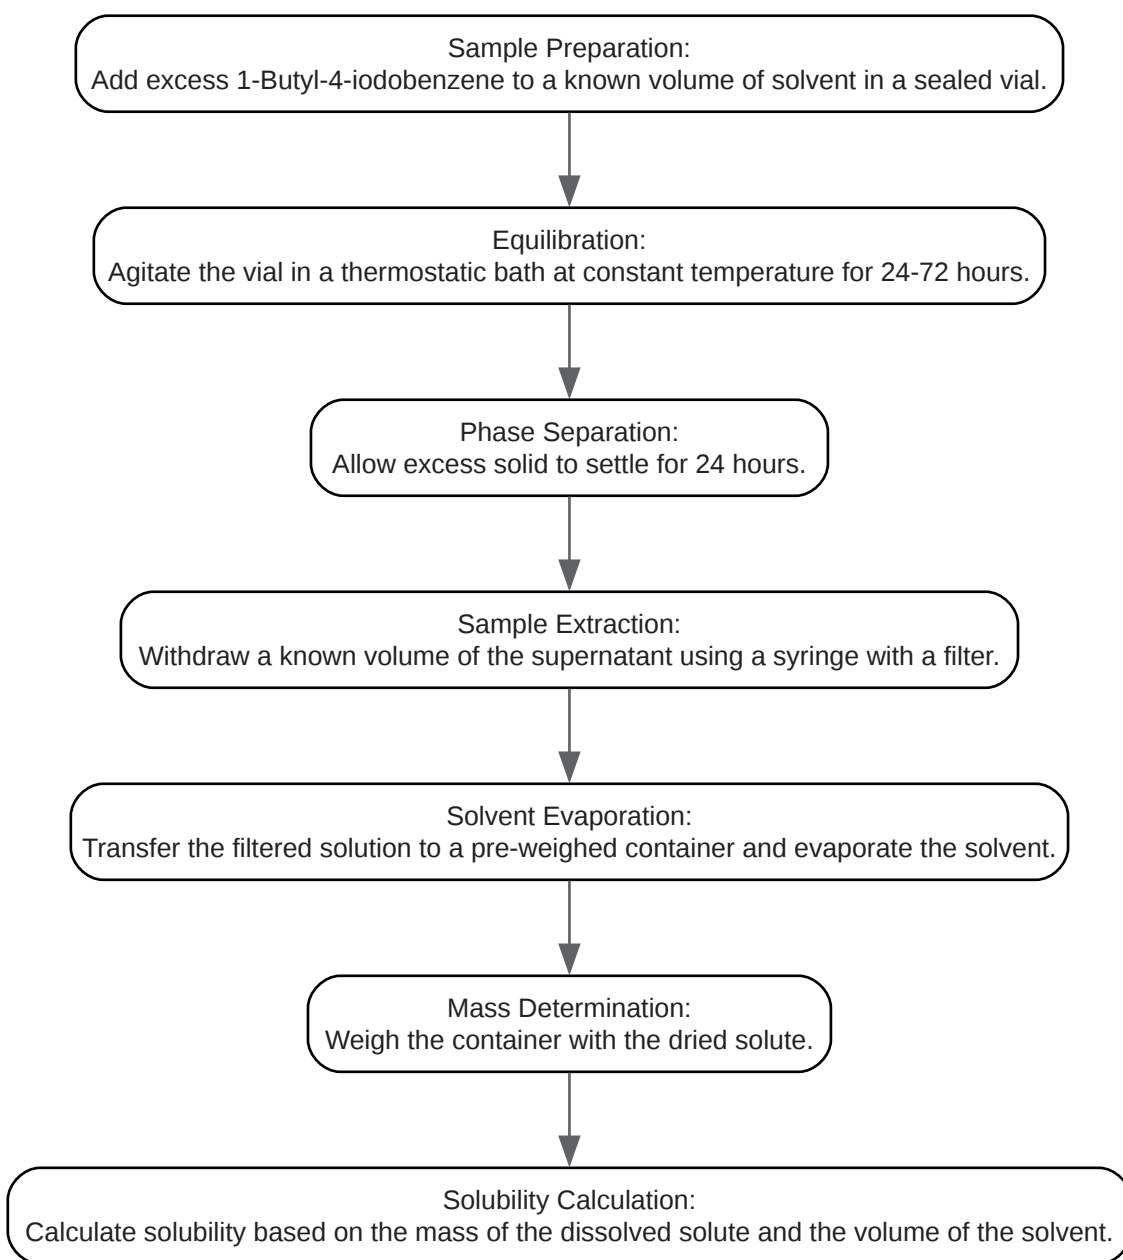 Sample Preparation:
Add excess 1-Butyl-4-iodobenzene to a known volume of solvent in a sealed vial.
Equilibration:
Agitate the vial in a thermostatic bath at constant temperature for 24-72 hours.
Phase Separation:
Allow excess solid to settle for 24 hours.
Sample Extraction:
Withdraw a known volume of the supernatant using a syringe with a filter.
Solvent Evaporation:
Transfer the filtered solution to a pre-weighed container and evaporate the solvent.
Mass Determination:
Weigh the container with the dried solute.
Solubility Calculation:
Calculate solubility based on the mass of the dissolved solute and the volume of the solvent.